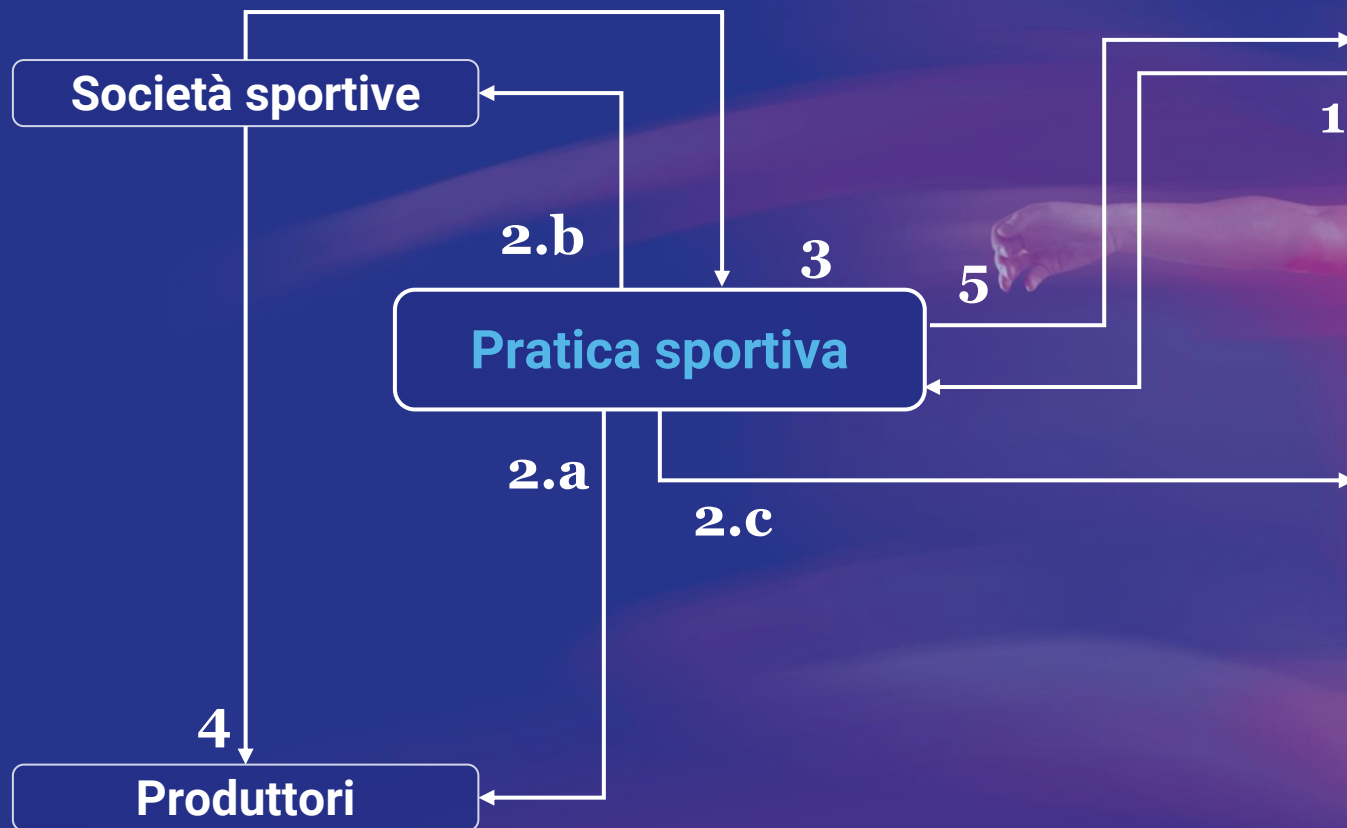 Società sportive
1
2.b
3
5
Pratica sportiva
2.a
2.c
4
Produttori